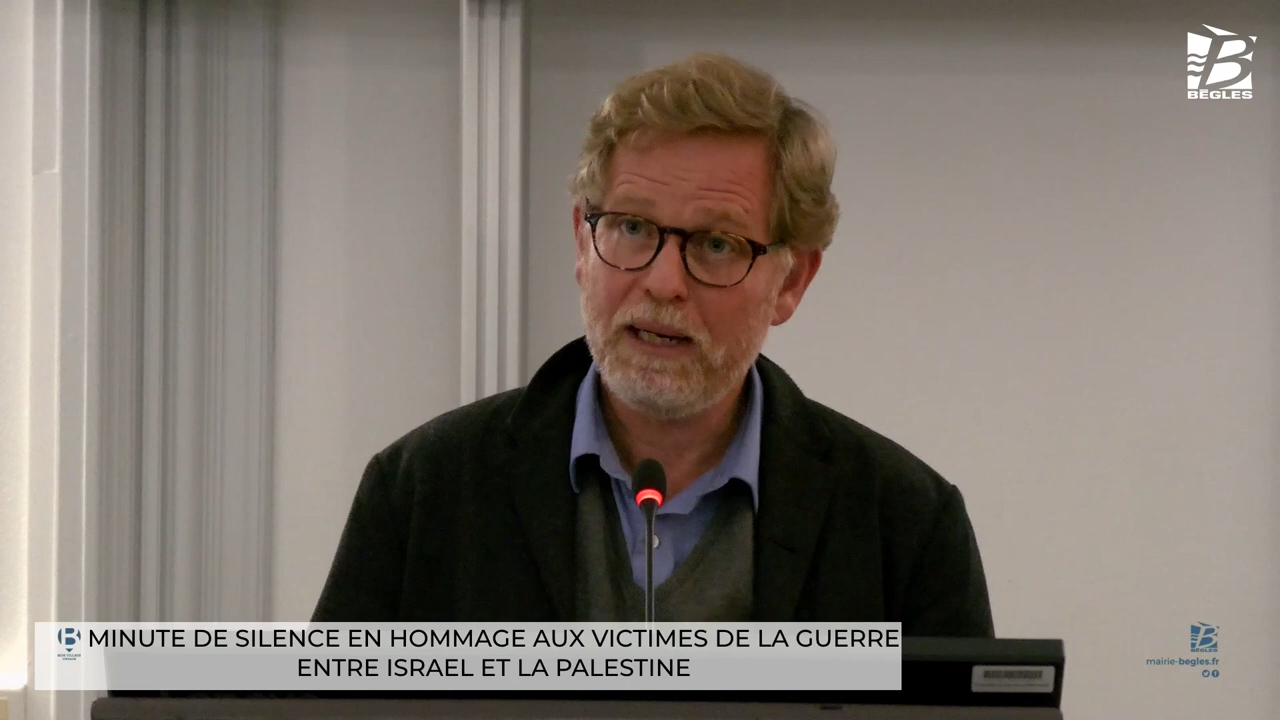 B
BÈGLES
MINUTE DE SILENCE EN HOMMAGE AUX VICTIMES DE LA GUERRE
ENTRE ISRAEL ET LA PALESTINE
B
BÈGLES
mairie-begles.fr